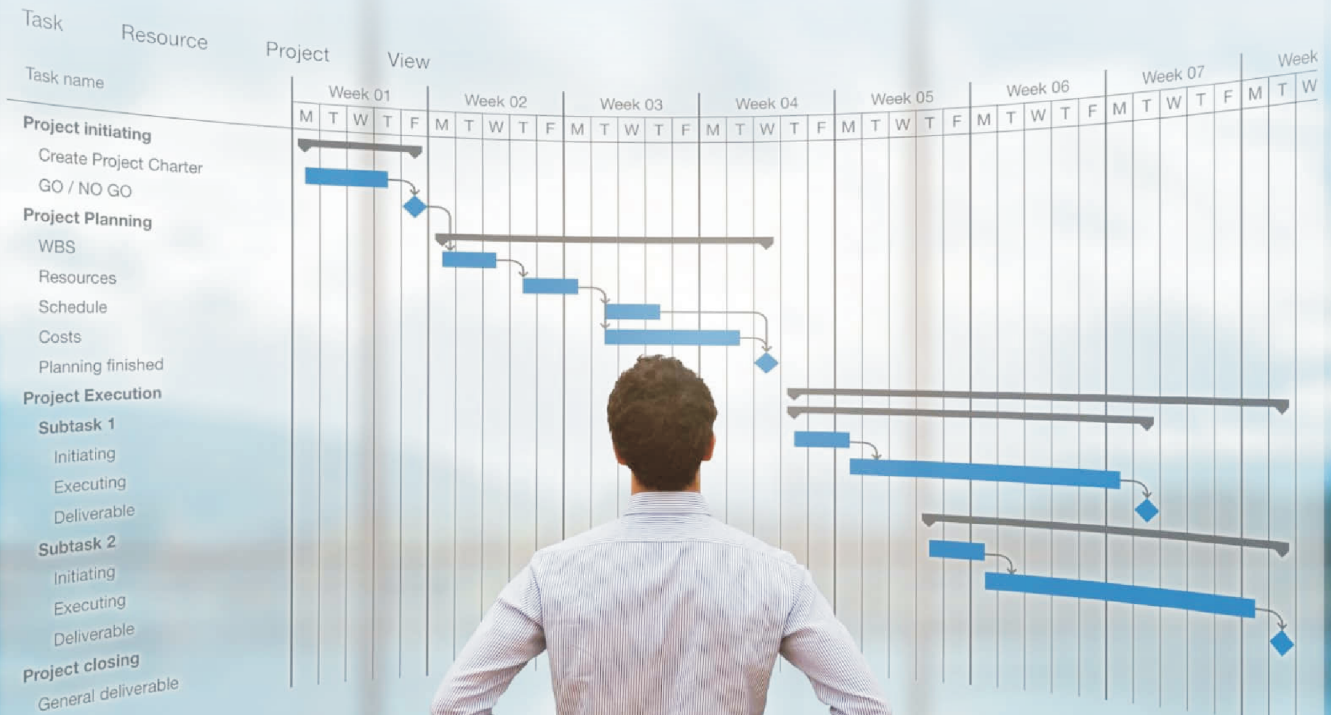 Task Resource Project View
Task name
Week 01 Week 02 Week 03 Week 04 Week 05 Week 06 Week 07 Week
M T W T F M T W T F M T W T F M T W T F M T W T F M T W T F M T W T F M T W
Project initiating
Create Project Charter
GO / NO GO
Project Planning
WBS
Resources
Schedule
Costs
Planning finished
Project Execution
Subtask 1
Initiating
Executing
Deliverable
Subtask 2
Initiating
Executing
Deliverable
Project closing
General deliverable